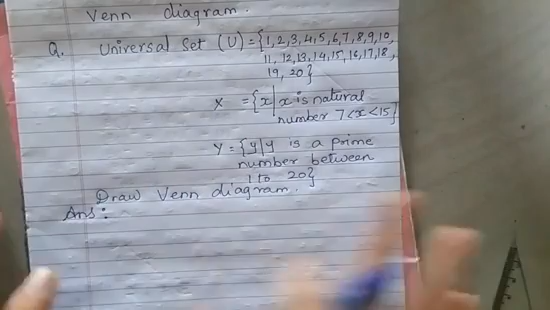 Venn diagram.
Q. Universal Set (U) = {1,2,3,4,5,6,7,8,9,10,
11, 12,13,14,15,16,17,18,
19, 20}
X = {x|x is natural
number 7<x<15}
Y = {y|y is a prime
number between
1 to 20}
Draw Venn diagram.
Ans: